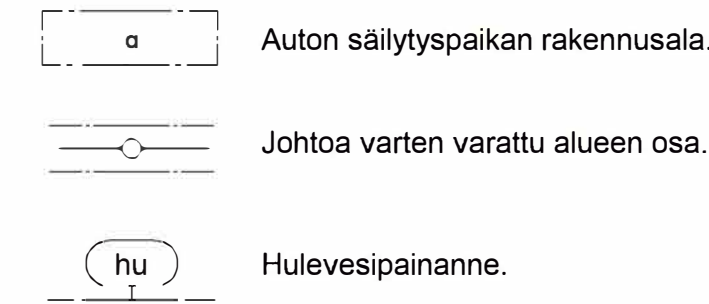 a Auton säilytyspaikan rakennusala.
Johtoa varten varattu alueen osa.
hu Hulevesipainanne.